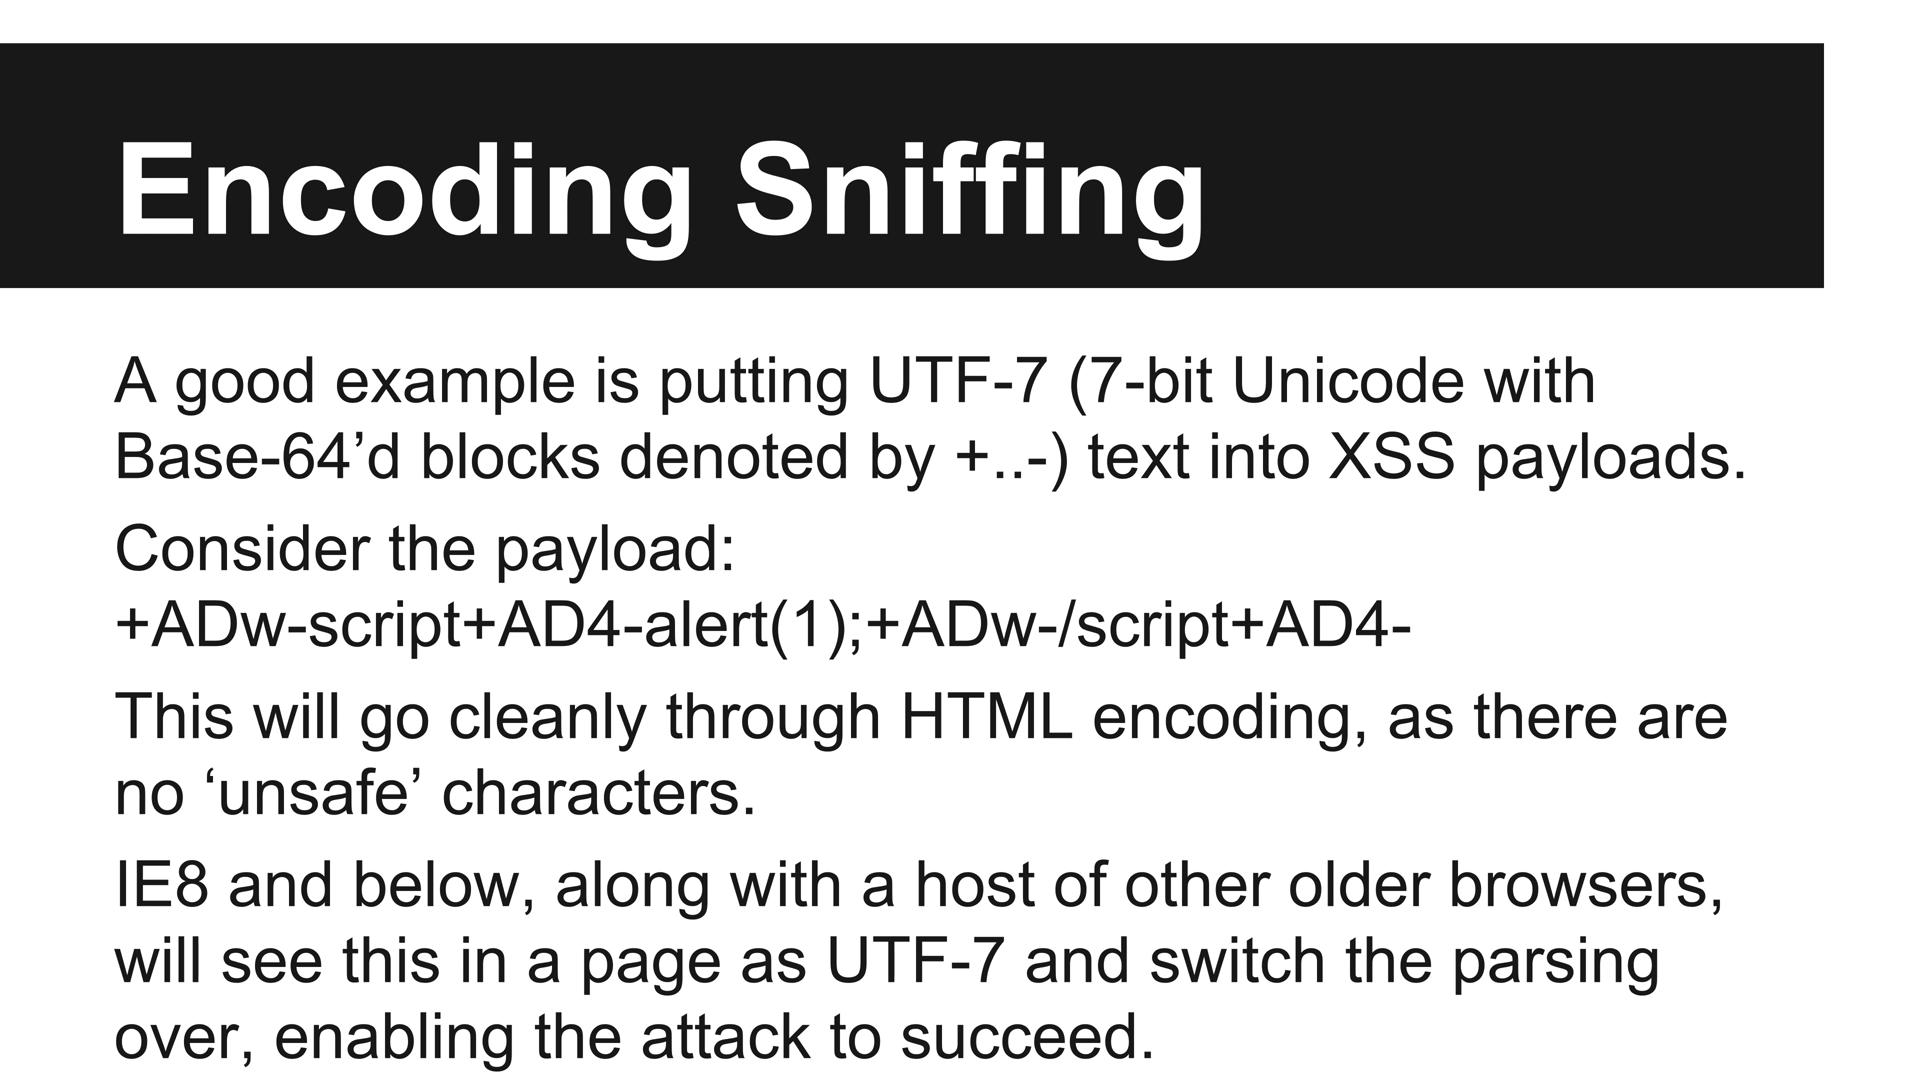 Encoding Sniffing
A good example is putting UTF-7 (7-bit Unicode with
Base-64’d blocks denoted by +..-) text into XSS payloads.
Consider the payload:
+ADw-script+AD4-alert(1);+ADw-/script+AD4-
This will go cleanly through HTML encoding, as there are
no ‘unsafe’ characters.
IE8 and below, along with a host of other older browsers,
will see this in a page as UTF-7 and switch the parsing
over, enabling the attack to succeed.